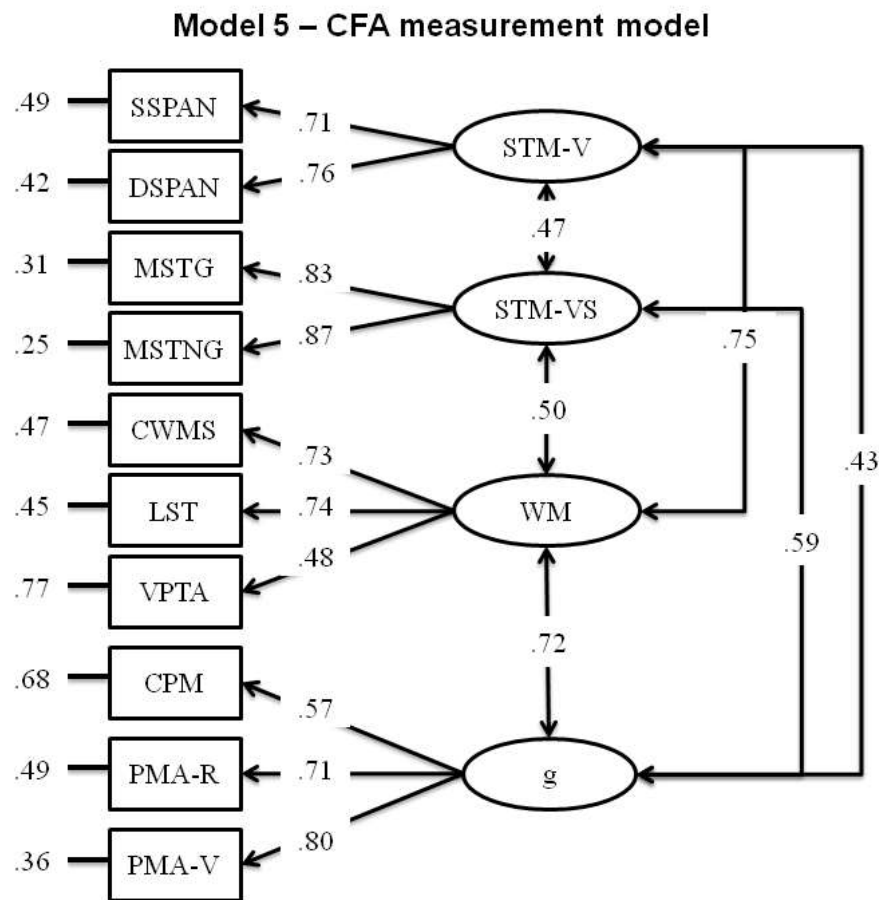 Model 5 – CFA measurement model
.49 SSPAN .71 STM-V
.42 DSPAN .76
.47
.31 MSTG .83 STM-VS
.25 MSTNG .87
.75
.47 CWMS .73 .50
.43
.45 LST .74 WM
.59
.77 VPTA .48
.72
.68 CPM .57
.49 PMA-R .71 g
.36 PMA-V .80